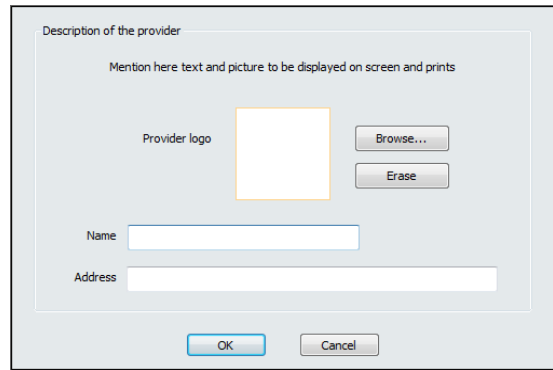 Description of the provider
Mention here text and picture to be displayed on screen and prints
Provider logo
Browse...
Erase
Name
Address
OK
Cancel